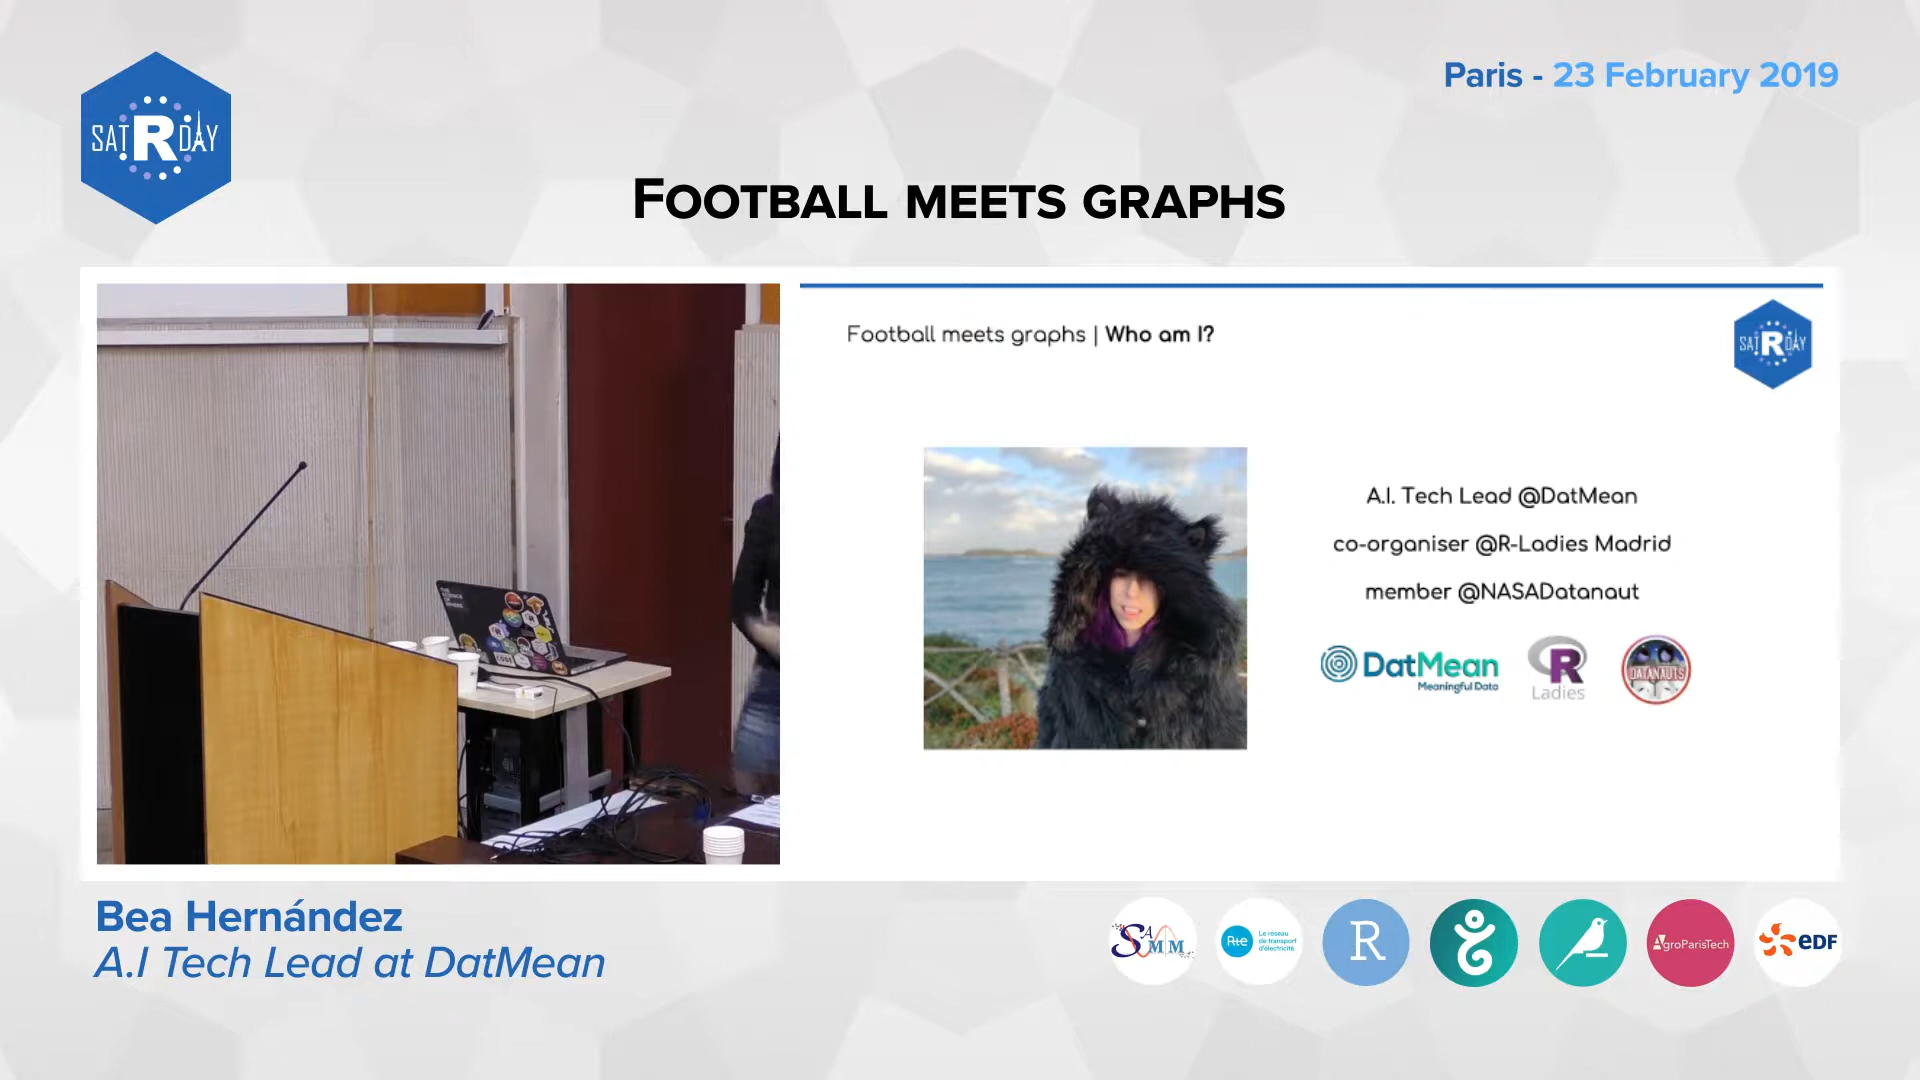 SATRDAY
Paris - 23 February 2019
FOOTBALL MEETS GRAPHS
Football meets graphs | Who am I?
SATRDAY
A.I. Tech Lead @DatMean
co-organiser @R-Ladies Madrid
member @NASADatanaut
DatMean
Meaningful Data
R
Ladies
DATANAUTS
CODE
Bea Hernández
A.I Tech Lead at DatMean
SAMM
Rte
Le réseau
de transport
d'électricité
R
AgroParisTech
eDF